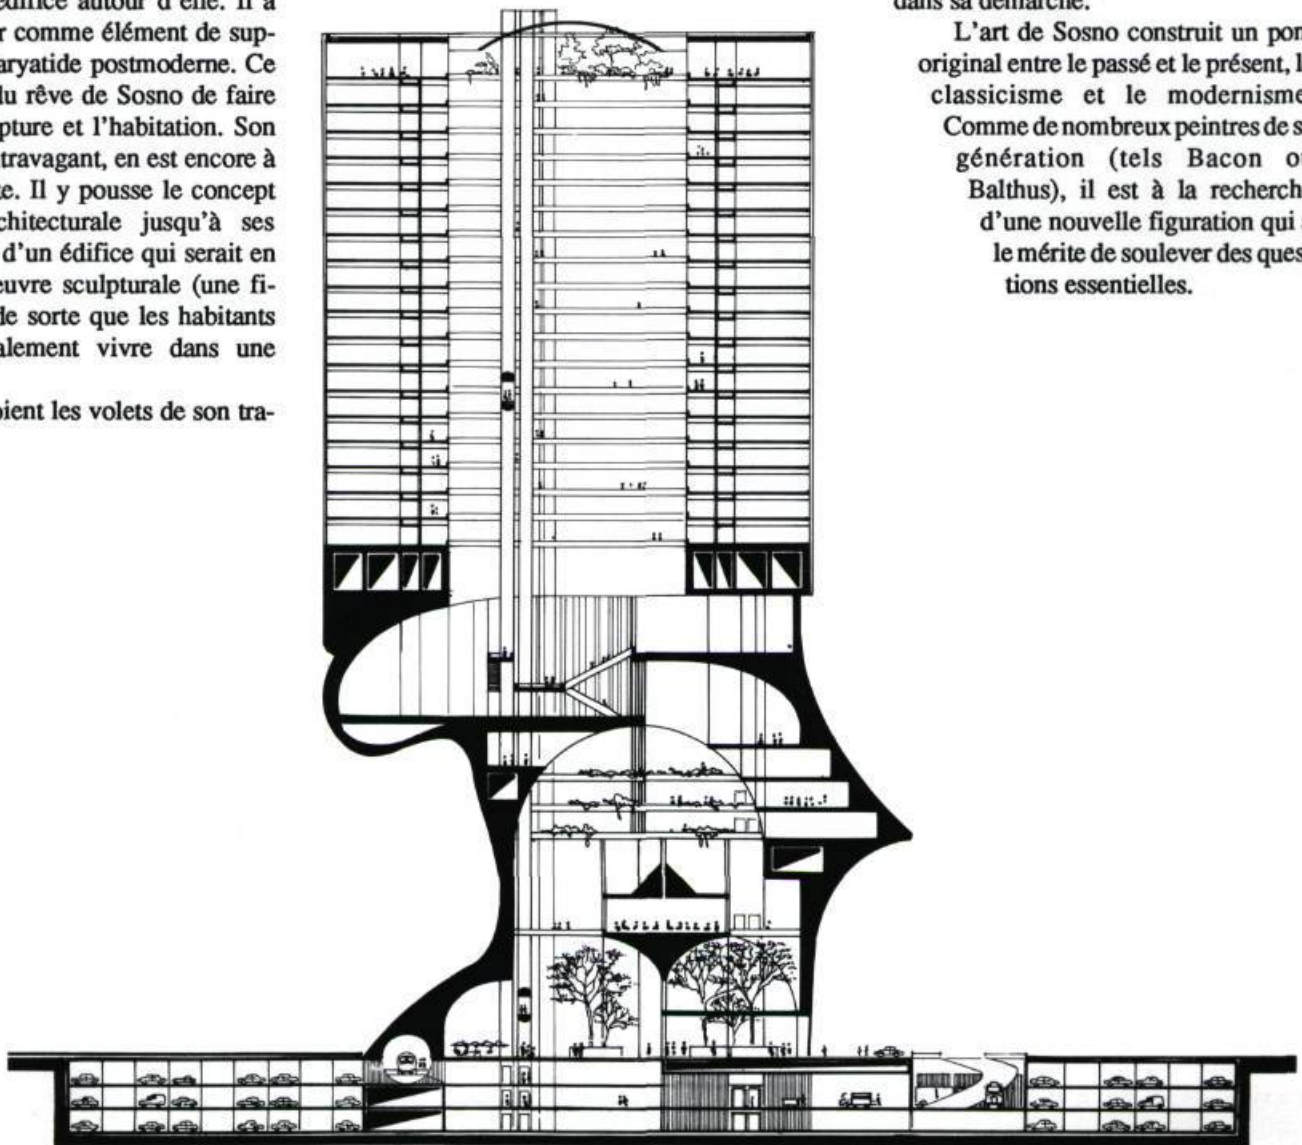 édifice autour d'elle. Il a
comme élément de sup-
aryatide postmoderne. Ce
du rêve de Sosno de faire
pture et l'habitation. Son
travagant, en est encore à
e. Il y pousse le concept
chitecturale jusqu'à ses
d'un édifice qui serait en
euvre sculpturale (une fi-
de sorte que les habitants
alement vivre dans une
oient les volets de son tra-
dans sa démarche.
L'art de Sosno construit un pon
original entre le passé et le présent, l
classicisme et le modernisme
Comme de nombreux peintres de s
génération (tels Bacon ou
Balthus), il est à la recherch
d'une nouvelle figuration qui a
le mérite de soulever des ques
tions essentielles.